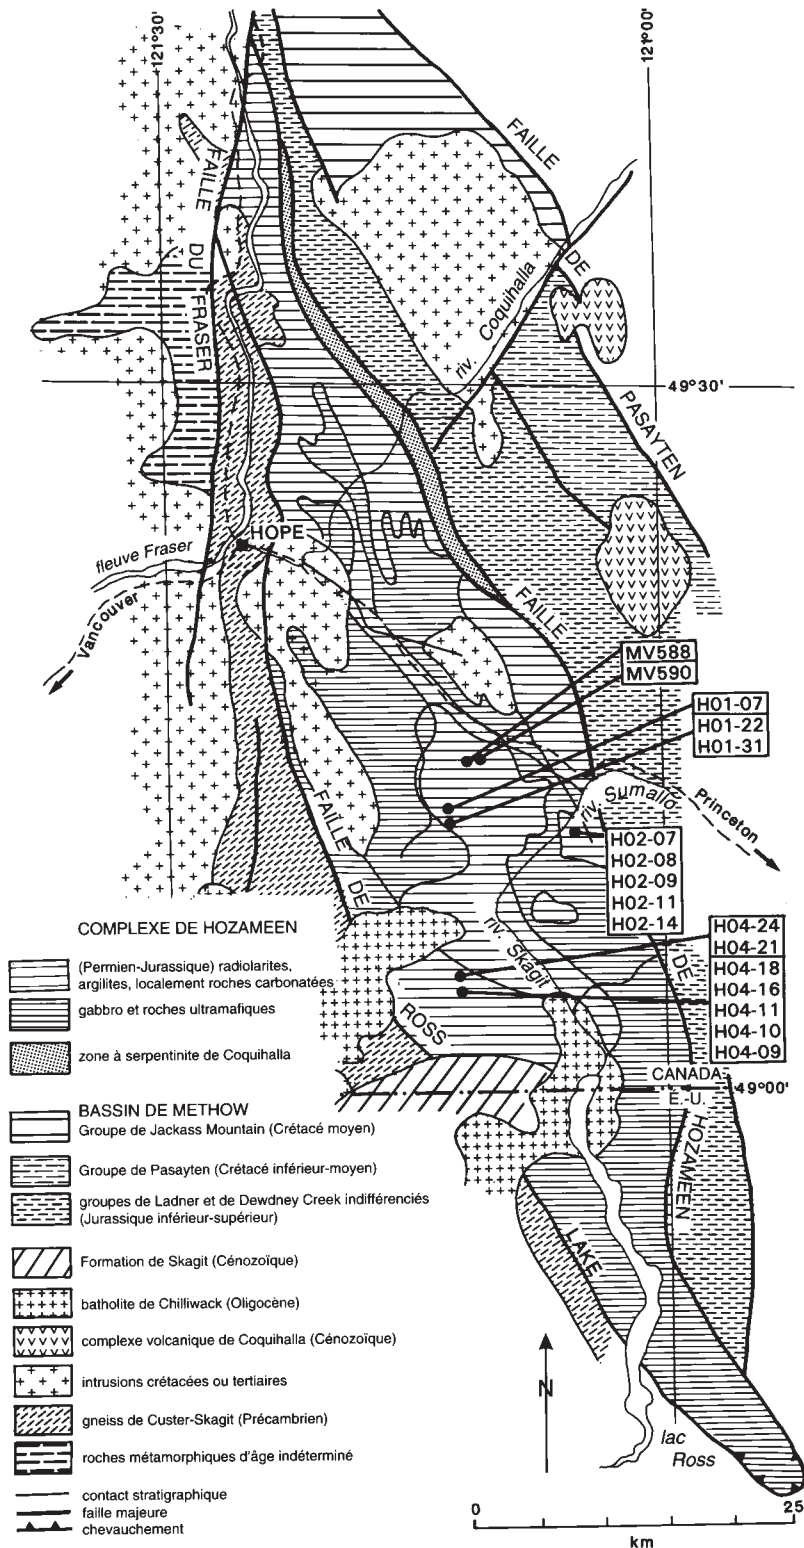 121°30'
121°00'
FAILLE
DE
PASAYTEN
FAILLE
DU
FRASER
riv. Coquihalla
49°30'
HOPE
fleuve Fraser
Vancouver
FAILLE
MV588
MV590
H01-07
H01-22
H01-31
riv. Sumallo
Princeton
H02-07
H02-08
H02-09
H02-11
H02-14
FAILLE
DE
ROSS
LAKE
riv. Skagit
H04-24
H04-21
H04-18
H04-16
H04-11
H04-10
H04-09
DE
HOZAMEEN
CANADA
É.-U.
49°00'
COMPLEXE DE HOZAMEEN
(Permien-Jurassique) radiolarites,
argilites, localement roches carbonatées
gabbro et roches ultramafiques
zone à serpentinite de Coquihalla
BASSIN DE METHOW
Groupe de Jackass Mountain (Crétacé moyen)
Groupe de Pasayten (Crétacé inférieur-moyen)
groupes de Ladner et de Dewdney Creek indifférenciés
(Jurassique inférieur-supérieur)
Formation de Skagit (Cénozoïque)
batholite de Chilliwack (Oligocène)
complexe volcanique de Coquihalla (Cénozoïque)
intrusions crétacées ou tertiaires
gneiss de Custer-Skagit (Précambrien)
roches métamorphiques d'âge indéterminé
contact stratigraphique
faille majeure
chevauchement
N
lac
Ross
0 25
km